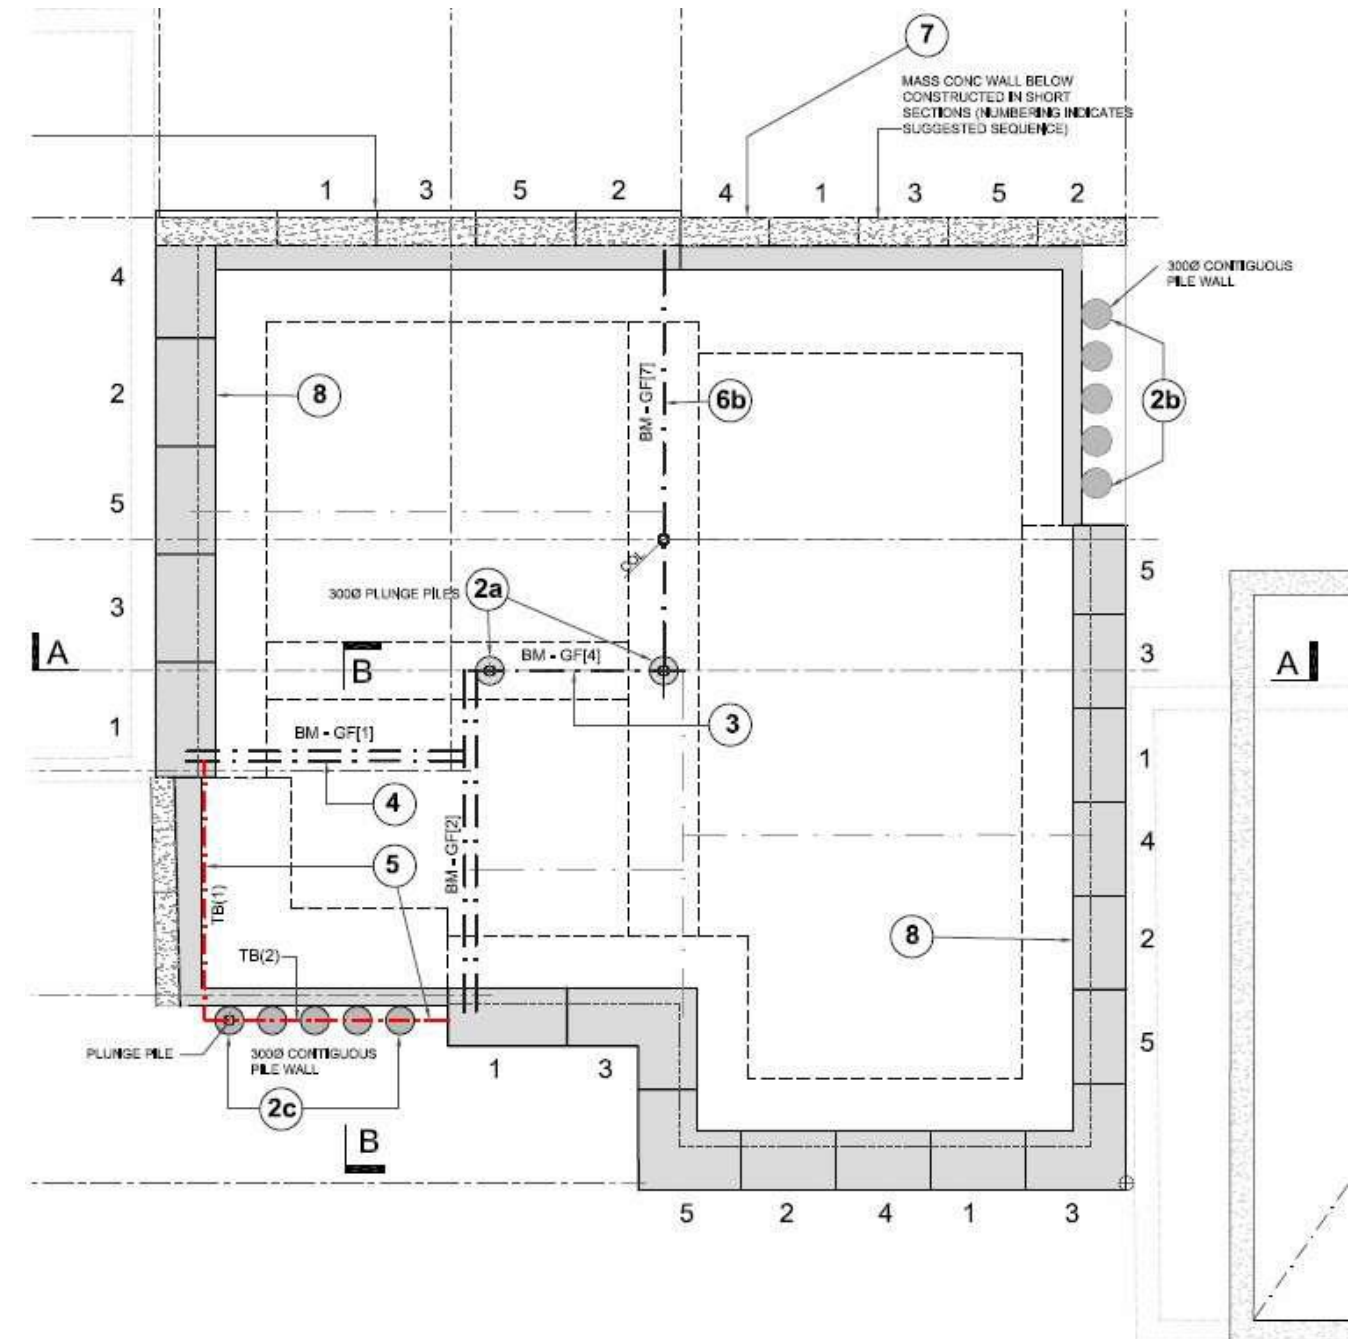 7
MASS CONC WALL BELOW
CONSTRUCTED IN SHORT
SECTIONS (NUMBERING INDICATES
SUGGESTED SEQUENCE)
1 3 5 2 4 1 3 5 2
300Ø CONTIGUOUS
PILE WALL
4
2
5
3
1
8
BM - GF[7]
6b
2b
COL
300Ø PLUNGE PILES
2a
5
3
1
4
2
5
A
B
BM - GF[4]
A
BM - GF[1]
3
4
BM - GF[2]
5
TB(1)
8
TB(2)
PLUNGE PILE
300Ø CONTIGUOUS
PILE WALL
1 3
2c
B
5 2 4 1 3